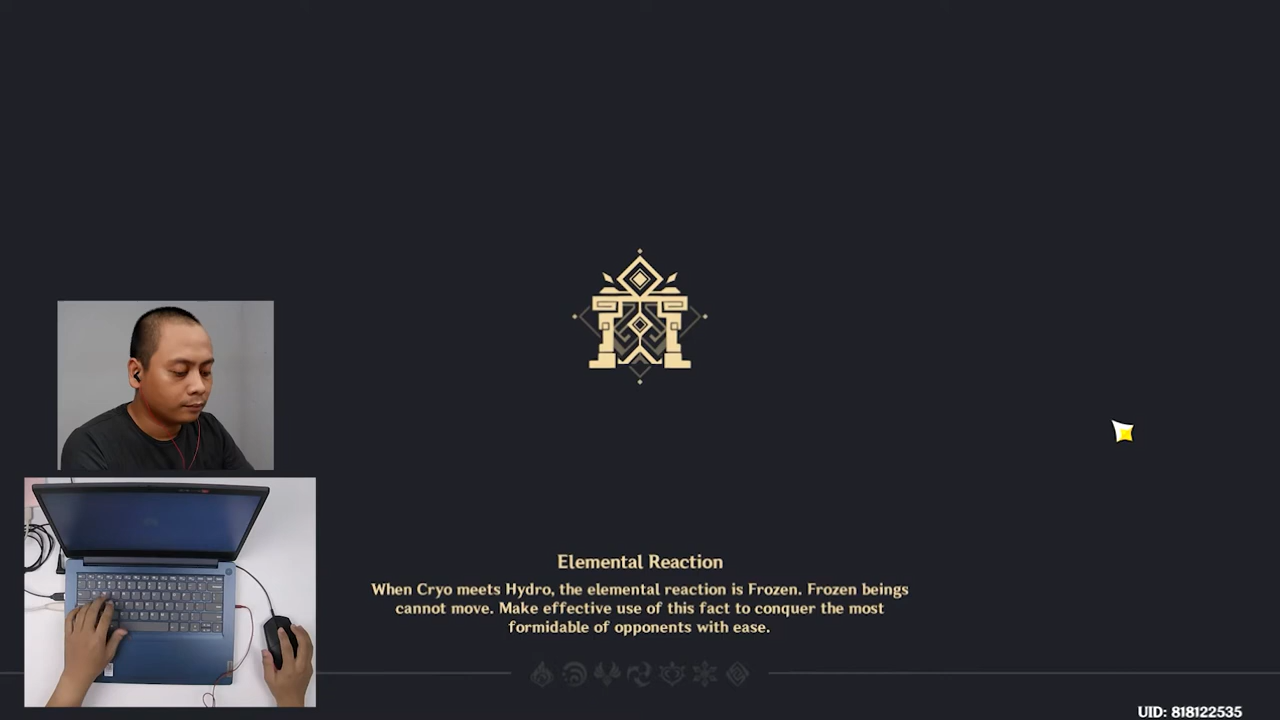 Elemental Reaction
When Cryo meets Hydro, the elemental reaction is Frozen. Frozen beings
cannot move. Make effective use of this fact to conquer the most
formidable of opponents with ease.
UID: 818122535